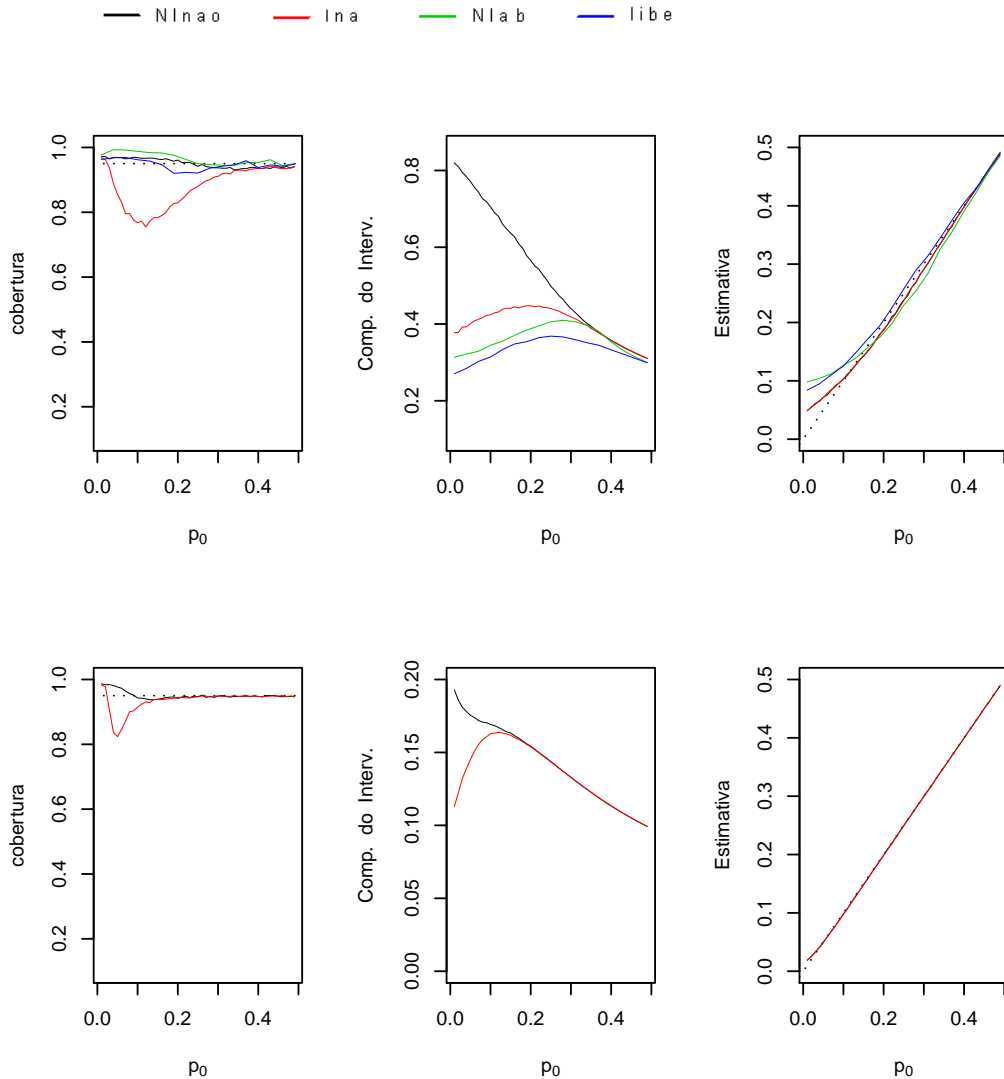 NInao Ina NIab Iibe
cobertura
0.2 0.4 0.6 0.8 1.0
0.0 0.2 0.4
p0
Comp. do Interv.
0.2 0.4 0.6 0.8
0.0 0.2 0.4
p0
Estimativa
0.0 0.1 0.2 0.3 0.4 0.5
0.0 0.2 0.4
p0
cobertura
0.2 0.4 0.6 0.8 1.0
0.0 0.2 0.4
p0
Comp. do Interv.
0.00 0.05 0.10 0.15 0.20
0.0 0.2 0.4
p0
Estimativa
0.0 0.1 0.2 0.3 0.4 0.5
0.0 0.2 0.4
p0